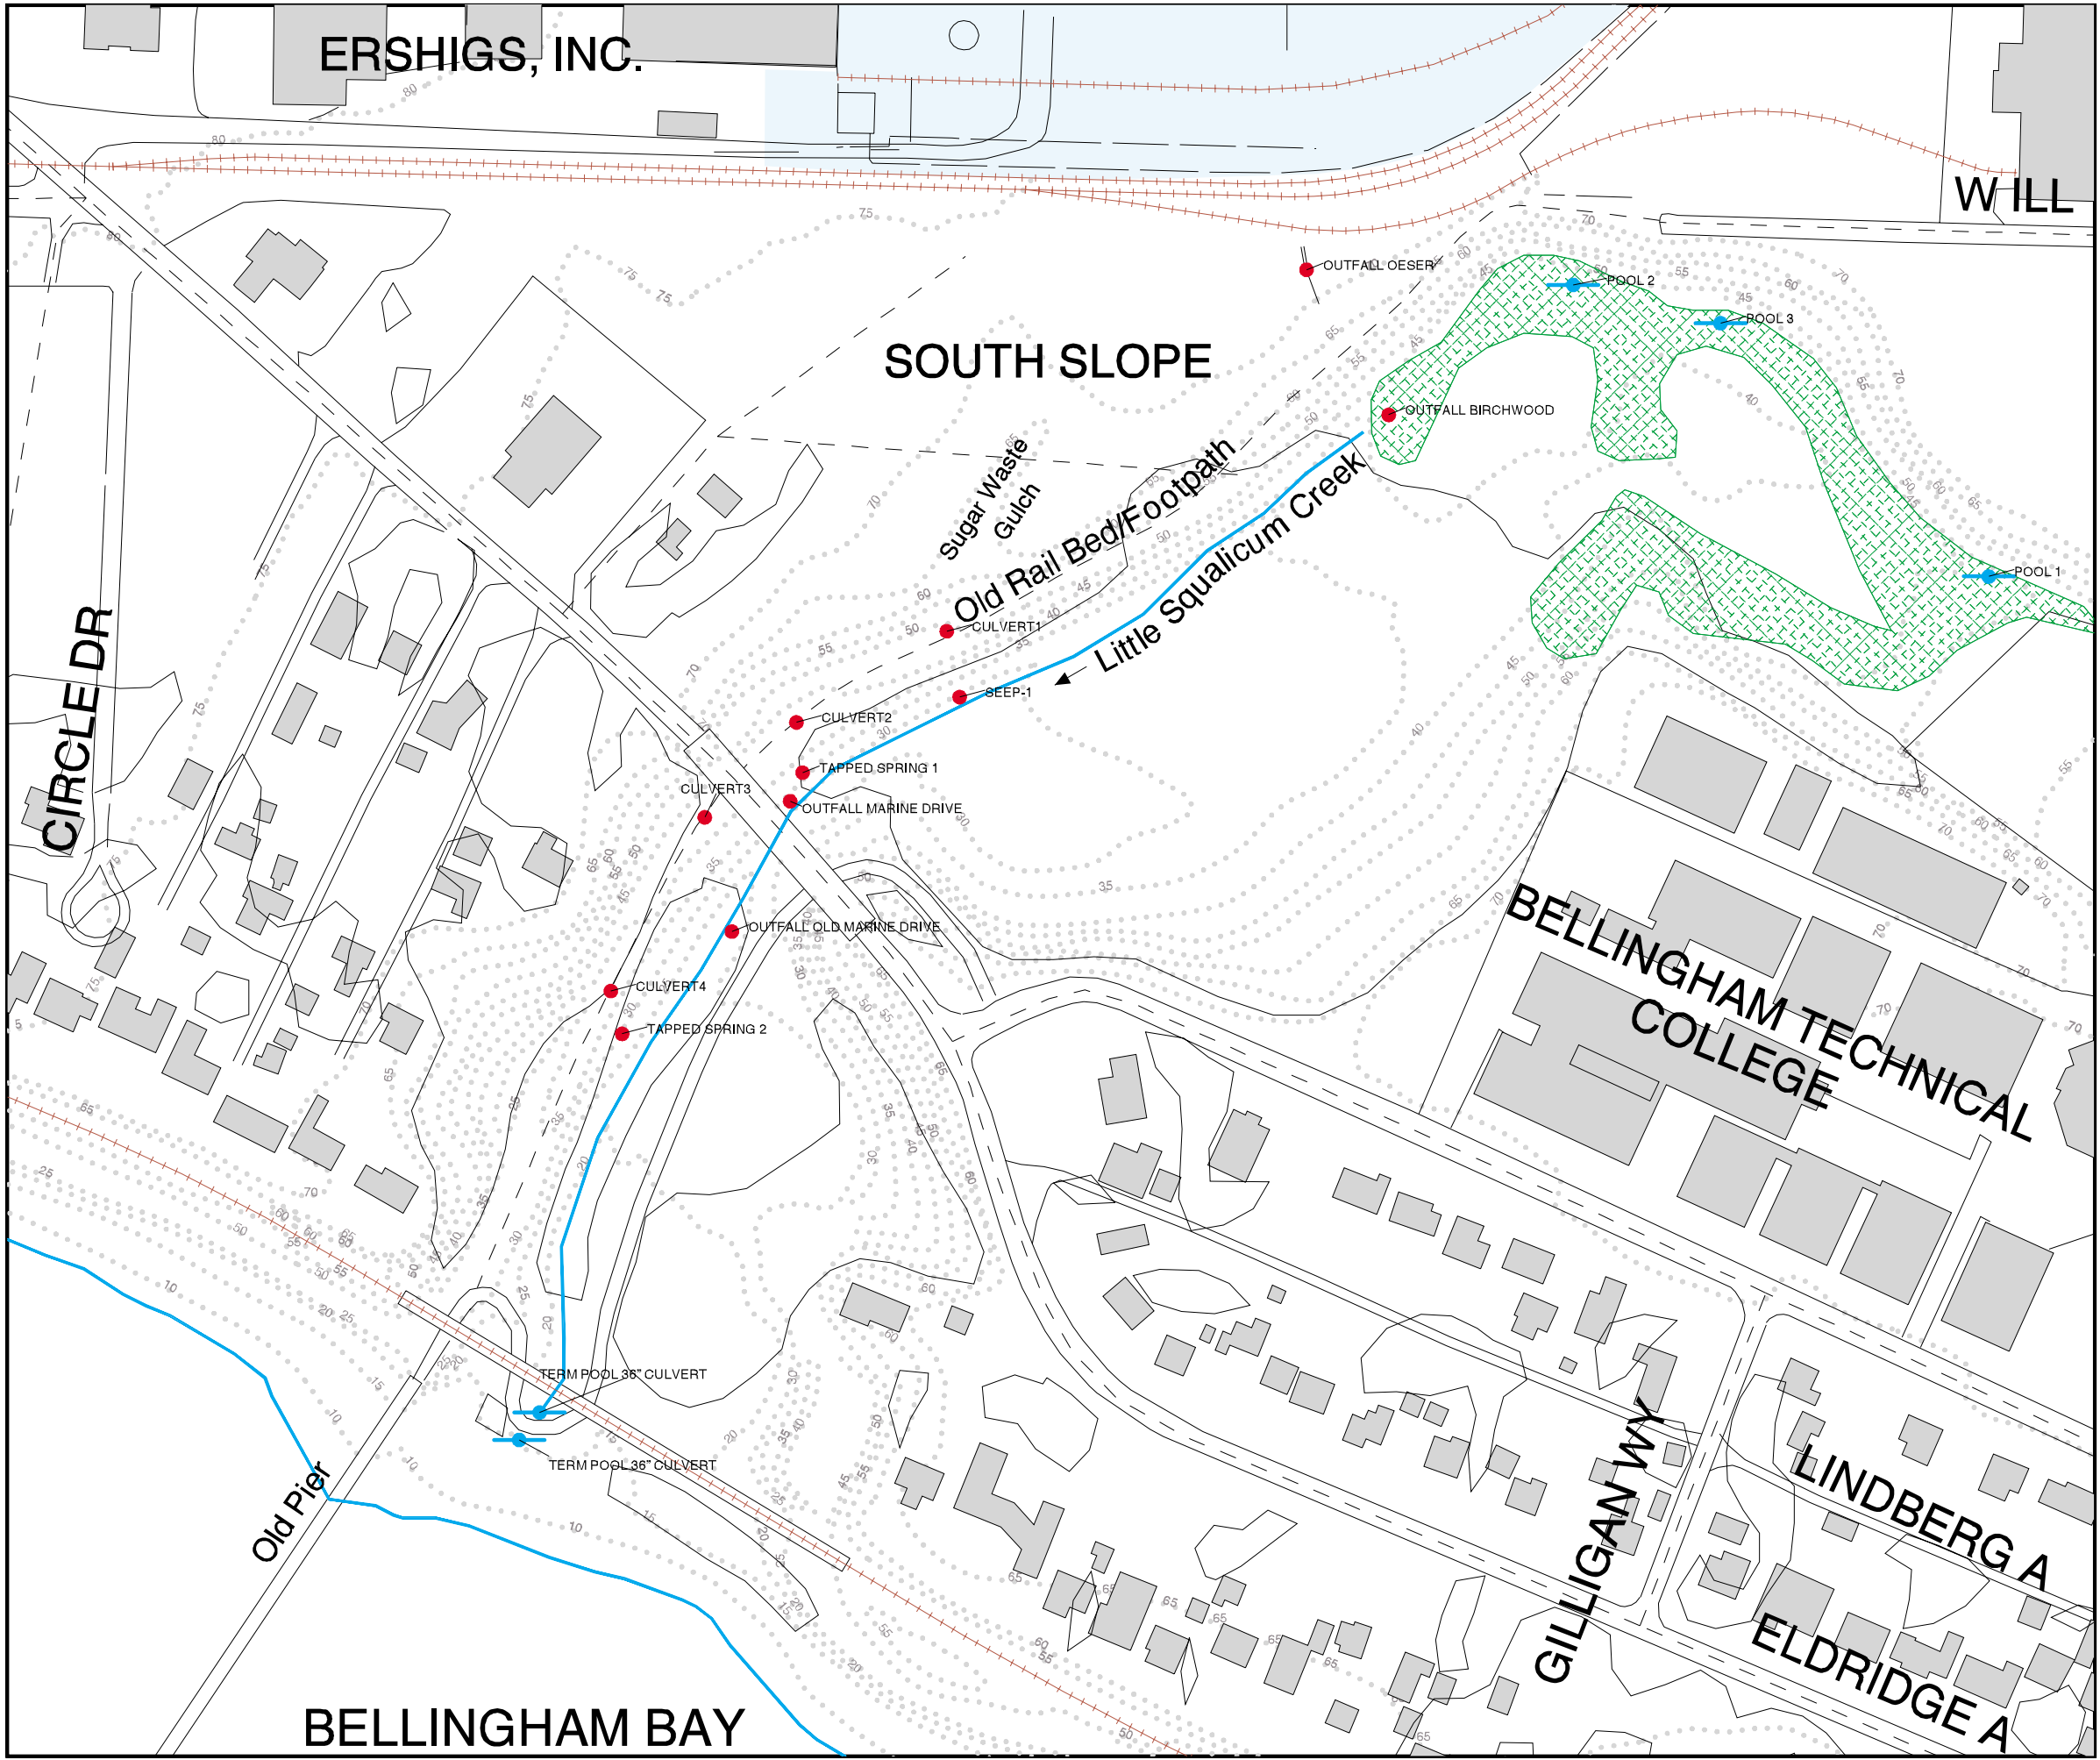 ERSHIGS, INC.
W ILL
OUTFALL OESER
POOL 2
POOL 3
SOUTH SLOPE
OUTFALL BIRCHWOOD
Sugar Waste
Gulch
Old Rail Bed/Footpath
Little Squalicum Creek
POOL 1
CULVERT1
SEEP-1
CULVERT2
TAPPED SPRING 1
CULVERT3
OUTFALL MARINE DRIVE
CIRCLE DR
OUTFALL OLD MARINE DRIVE
BELLINGHAM TECHNICAL
COLLEGE
CULVERT4
TAPPED SPRING 2
TERM POOL 36" CULVERT
TERM POOL 36" CULVERT
Old Pier
GILLIGAN WY
LINDBERG A
ELDRIDGE A
BELLINGHAM BAY